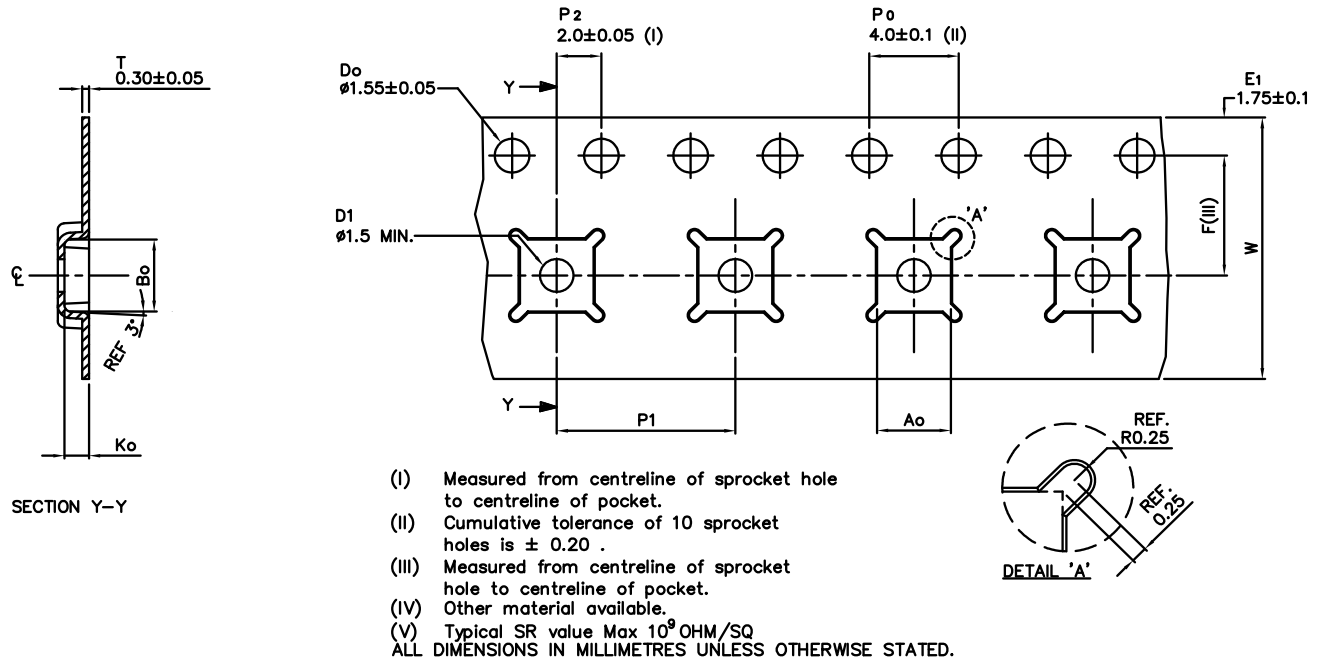 P2
2.0±0.05 (I)
P0
4.0±0.1 (II)
T
0.30±0.05
Do
ø1.55±0.05
Y
E1
1.75±0.1
D1
ø1.5 MIN.
'A'
F(III)
W
℄
Bo
REF 3°
Y
P1
Ao
Ko
SECTION Y-Y
REF.
R0.25
REF.
0.25
DETAIL 'A'
(I) Measured from centreline of sprocket hole
to centreline of pocket.
(II) Cumulative tolerance of 10 sprocket
holes is ± 0.20 .
(III) Measured from centreline of sprocket
hole to centreline of pocket.
(IV) Other material available.
(V) Typical SR value Max 10⁹ OHM/SQ
ALL DIMENSIONS IN MILLIMETRES UNLESS OTHERWISE STATED.